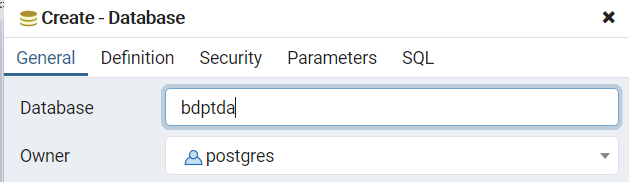 Create - Database
General Definition Security Parameters SQL
Database bdptda
Owner postgres